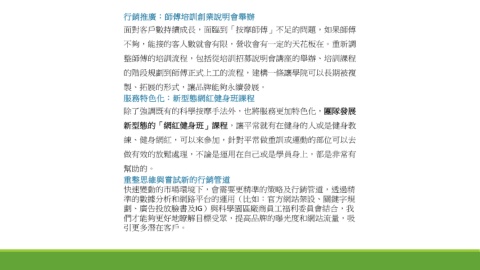 行銷推廣：師傅培訓創業說明會舉辦
面對客戶數持續成長，面臨到「按摩師傅」不足的問題，如果師傅
不夠，能接的客人數就會有限，營收會有一定的天花板在。重新調
整師傅的培訓流程，包括從培訓招募說明會講座的舉辦、培訓課程
的階段規劃到師傅正式上工的流程，建構一條讓學院可以長期被複
製、拓展的形式，讓品牌能夠永續發展。
服務特色化：新型態網紅健身班課程
除了強調既有的科學按摩手法外，也將服務更加特色化，團隊發展
新型態的「網紅健身班」課程，讓平常就有在健身的人或是健身教
練、健身網紅，可以來參加，針對平常做重訓或運動的部位可以去
做有效的放鬆處理，不論是運用在自己或是學員身上，都是非常有
幫助的。
重整思維與嘗試新的行銷管道
快速變動的市場環境下，會需要更精準的策略及行銷管道，透過精
準的數據分析和網路平台的運用（比如：官方網站架設、關鍵字規
劃、廣告投放臉書及IG）與科學園區廠商員工福利委員會結合，我
們才能夠更好地瞭解目標受眾，提高品牌的曝光度和網站流量，吸
引更多潛在客戶。